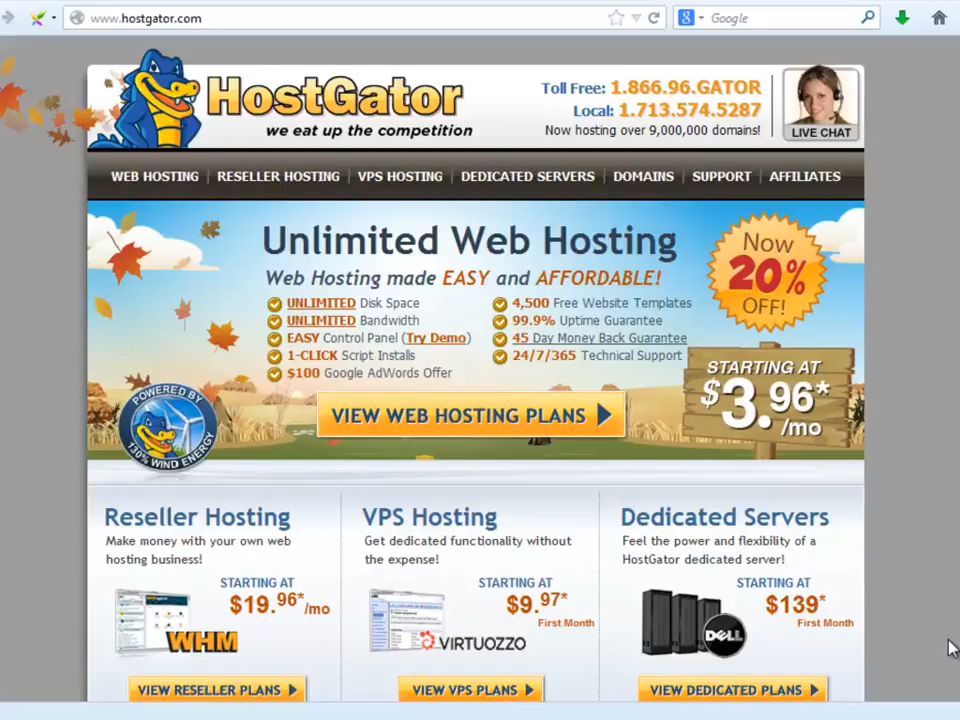 www.hostgator.com
Google
HostGator
we eat up the competition
Toll Free: 1.866.96.GATOR
Local: 1.713.574.5287
Now hosting over 9,000,000 domains!
LIVE CHAT
WEB HOSTING | RESELLER HOSTING | VPS HOSTING | DEDICATED SERVERS | DOMAINS | SUPPORT | AFFILIATES
Unlimited Web Hosting
Web Hosting made EASY and AFFORDABLE!
UNLIMITED Disk Space
UNLIMITED Bandwidth
EASY Control Panel (Try Demo)
1-CLICK Script Installs
$100 Google AdWords Offer
4,500 Free Website Templates
99.9% Uptime Guarantee
45 Day Money Back Guarantee
24/7/365 Technical Support
Now
20%
OFF!
STARTING AT
$3.96*
/mo
VIEW WEB HOSTING PLANS
POWERED BY
130% WIND ENERGY
Reseller Hosting
Make money with your own web
hosting business!
STARTING AT
$19.96*/mo
WHM
VIEW RESELLER PLANS
VPS Hosting
Get dedicated functionality without
the expense!
STARTING AT
$9.97*
First Month
VIRTUOZZO
VIEW VPS PLANS
Dedicated Servers
Feel the power and flexibility of a
HostGator dedicated server!
STARTING AT
$139*
First Month
DELL
VIEW DEDICATED PLANS